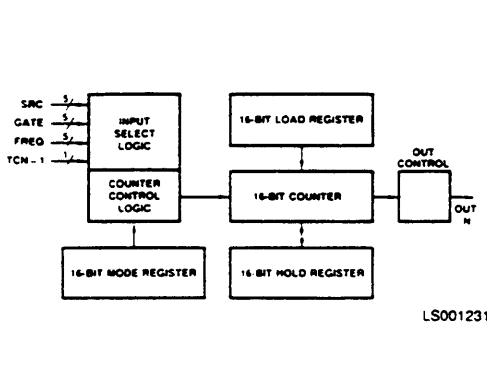 SRC 5
GATE 5
FREQ 5
TCN - 1 1
INPUT
SELECT
LOGIC
COUNTER
CONTROL
LOGIC
16-BIT MODE REGISTER
16-BIT LOAD REGISTER
16-BIT COUNTER
16-BIT HOLD REGISTER
OUT
CONTROL
OUT
N
LS001231